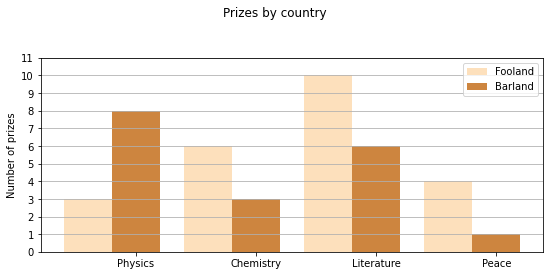 Prizes by country
Number of prizes
11
10
9
8
7
6
5
4
3
2
1
0
Fooland
Barland
Physics
Chemistry
Literature
Peace